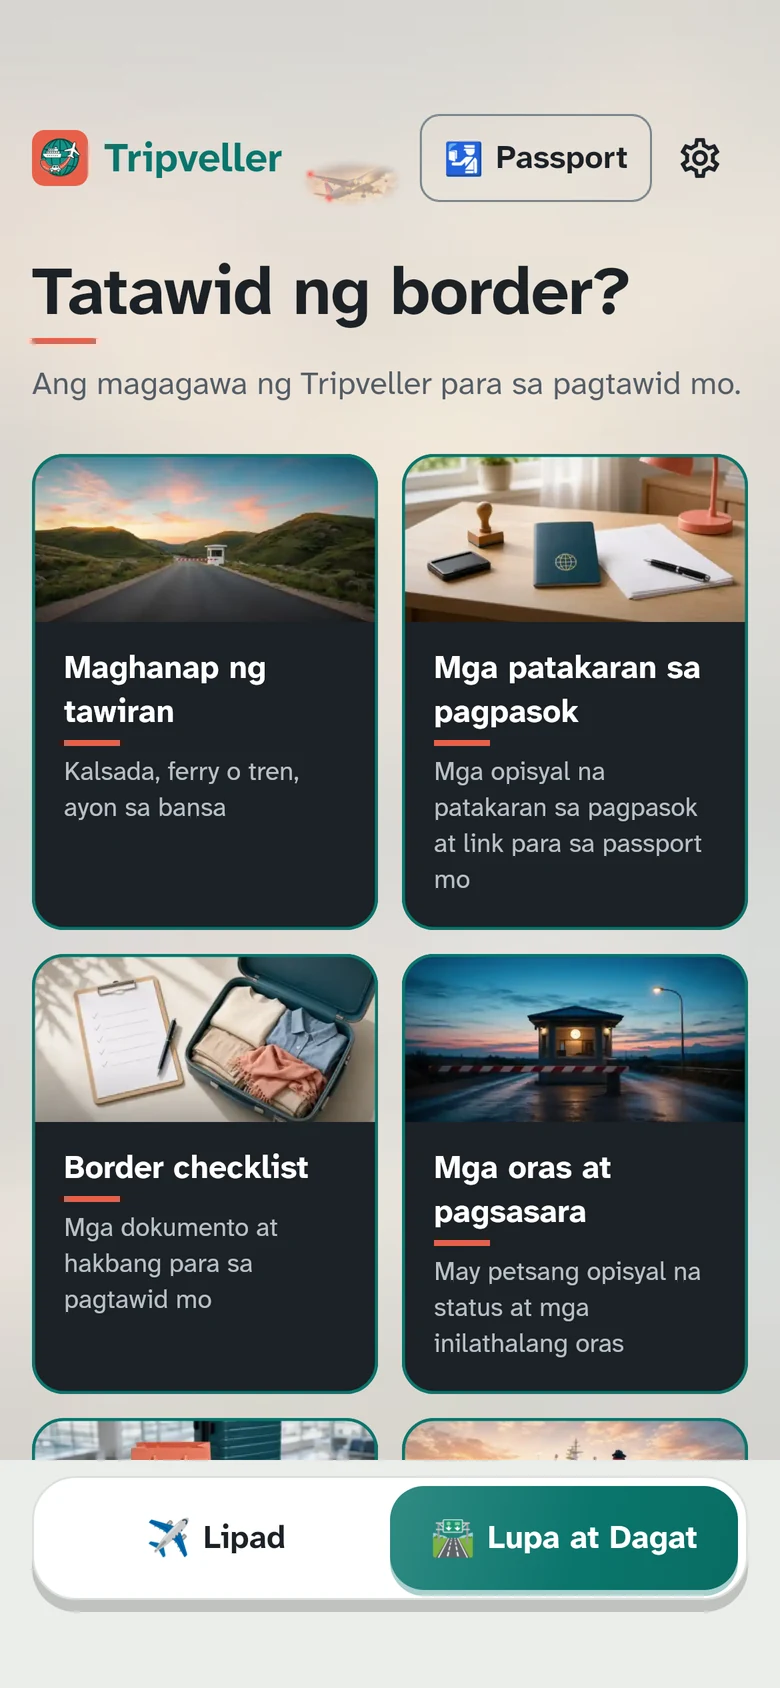 Tripveller
Passport
Tatawid ng border?
Ang magagawa ng Tripveller para sa pagtawid mo.
Maghanap ng
tawiran
Kalsada, ferry o tren,
ayon sa bansa
Mga patakaran sa
pagpasok
Mga opisyal na
patakaran sa pagpasok
at link para sa passport
mo
Border checklist
Mga dokumento at
hakbang para sa
pagtawid mo
Mga oras at
pagsasara
May petsang opisyal na
status at mga
inilathalang oras
Lipad
Lupa at Dagat